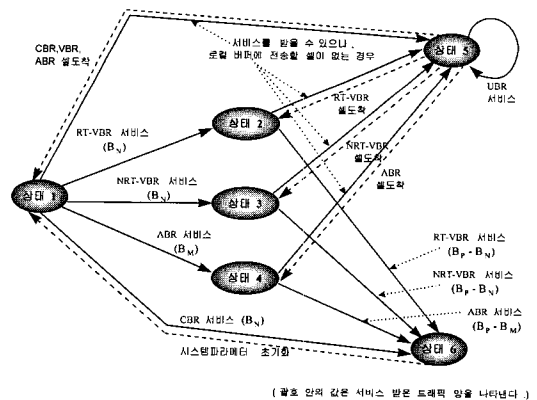 CBR,VBR,
ABR 셀도착
서비스를 받을 수 있으나,
로컬 버퍼에 전송할 셀이 없는 경우
상태 5
UBR
서비스
RT-VBR
셀도착
RT-VBR 서비스
(B_N)
상태 2
NRT-VBR
셀도착
ABR
셀도착
상태 1
NRT-VBR 서비스
(B_N)
상태 3
ABR 서비스
(B_M)
상태 4
RT-VBR 서비스
(B_P - B_N)
NRT-VBR 서비스
(B_P - B_N)
ABR 서비스
(B_P - B_M)
CBR 서비스 (B_N)
상태 6
시스템파라메터 초기화
( 괄호 안의 값은 서비스 받은 트래픽 양을 나타낸다 .)